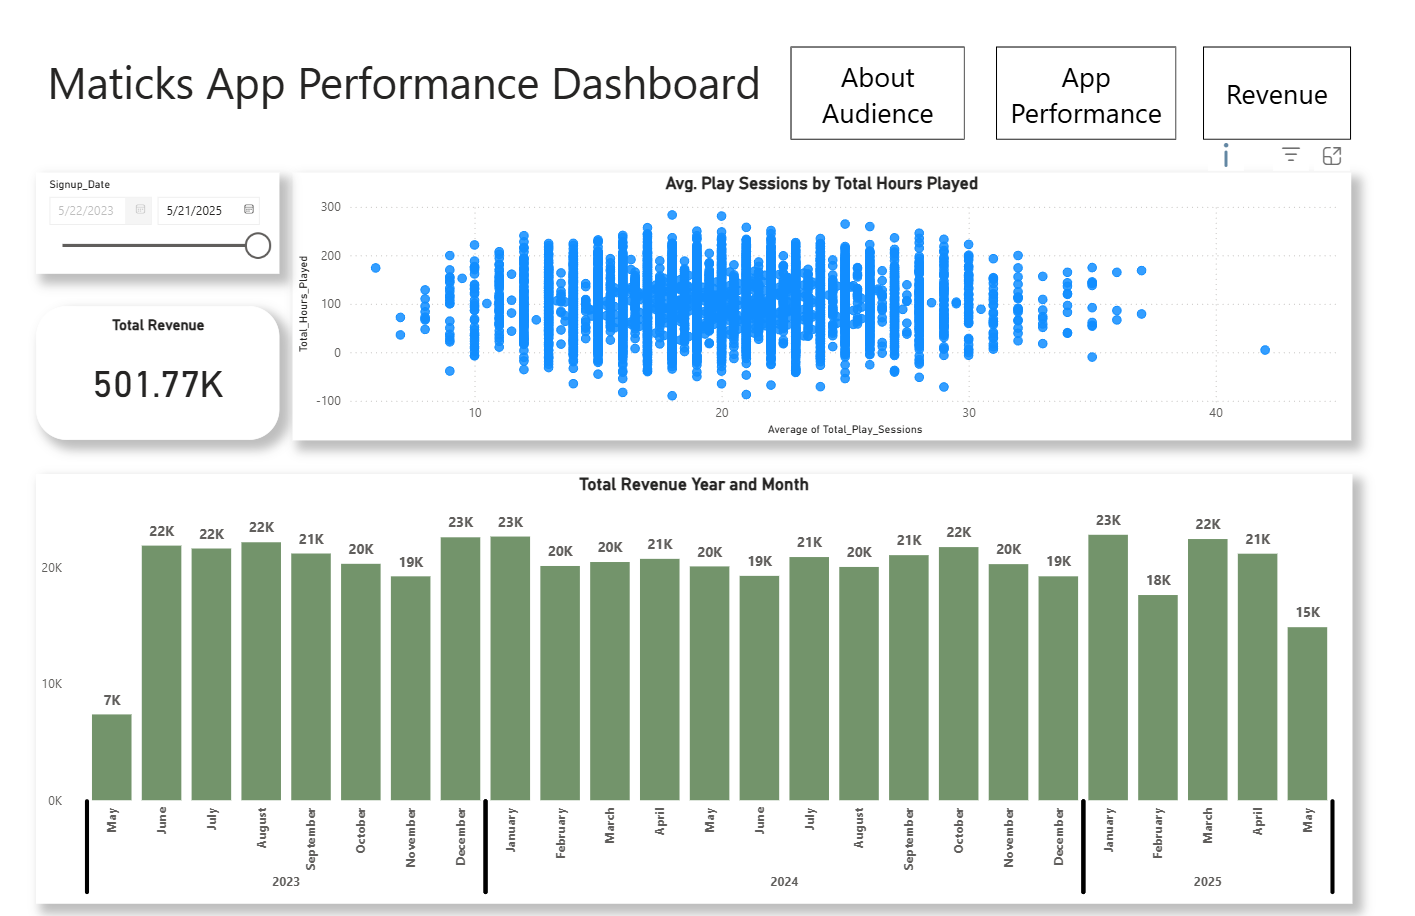 Maticks App Performance Dashboard
About
Audience
App
Performance
Revenue
i
Signup_Date
5/22/2023
5/21/2025
Total Revenue
501.77K
Avg. Play Sessions by Total Hours Played
Total_Hours_Played
300
200
100
0
-100
10
20
30
40
Average of Total_Play_Sessions
Total Revenue Year and Month
20K
10K
0K
7K
22K
22K
22K
21K
20K
19K
23K
23K
20K
20K
21K
20K
19K
21K
20K
21K
22K
20K
19K
23K
18K
22K
21K
15K
May
June
July
August
September
October
November
December
January
February
March
April
May
June
July
August
September
October
November
December
January
February
March
April
May
2023
2024
2025